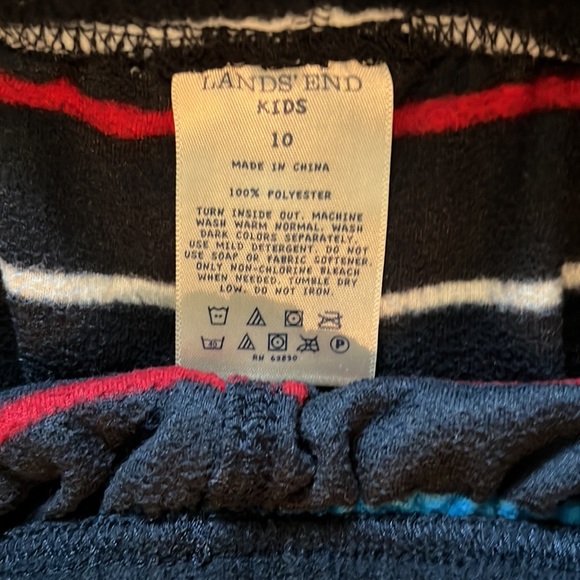 LANDS' END
KIDS
10
MADE IN CHINA
100% POLYESTER
TURN INSIDE OUT. MACHINE
WASH WARM NORMAL. WASH
DARK COLORS SEPARATELY.
USE MILD DETERGENT. DO NOT
USE SOAP OR FABRIC SOFTENER
ONLY NON-CHLORINE BLEACH
WHEN NEEDED. TUMBLE DRY
LOW. DO NOT IRON.
40 P
RN 63830